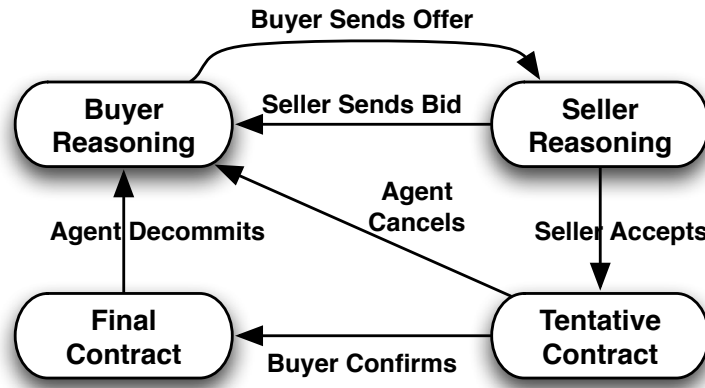 Buyer Sends Offer
Buyer
Reasoning
Seller Sends Bid
Seller
Reasoning
Agent
Cancels
Agent Decommits
Seller Accepts
Final
Contract
Buyer Confirms
Tentative
Contract